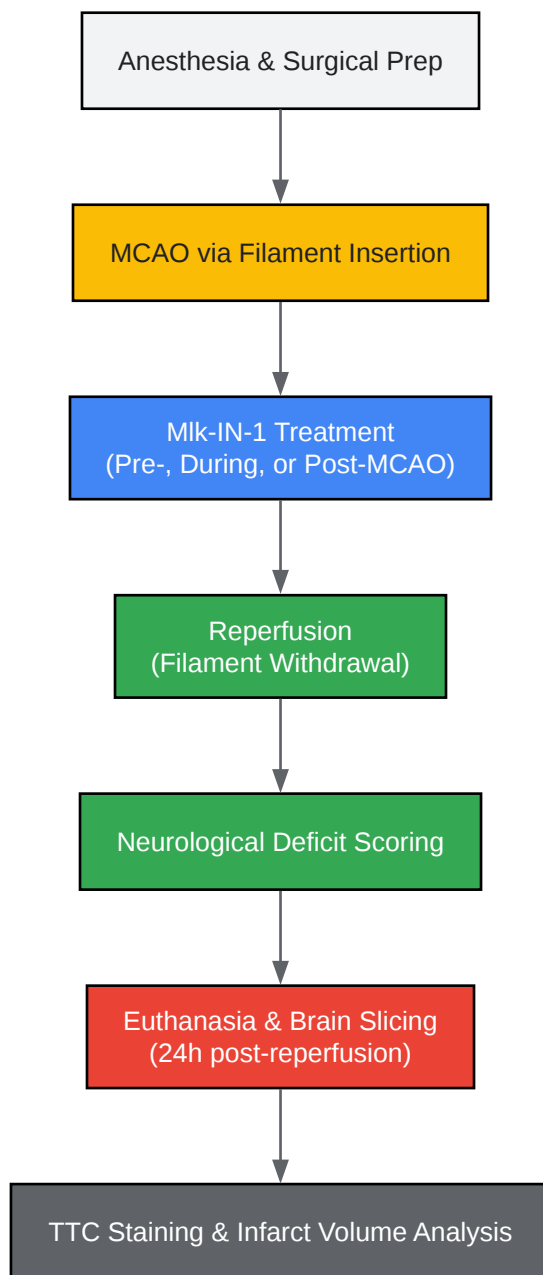 Anesthesia & Surgical Prep
MCAO via Filament Insertion
Mlk-IN-1 Treatment
(Pre-, During, or Post-MCAO)
Reperfusion
(Filament Withdrawal)
Neurological Deficit Scoring
Euthanasia & Brain Slicing
(24h post-reperfusion)
TTC Staining & Infarct Volume Analysis